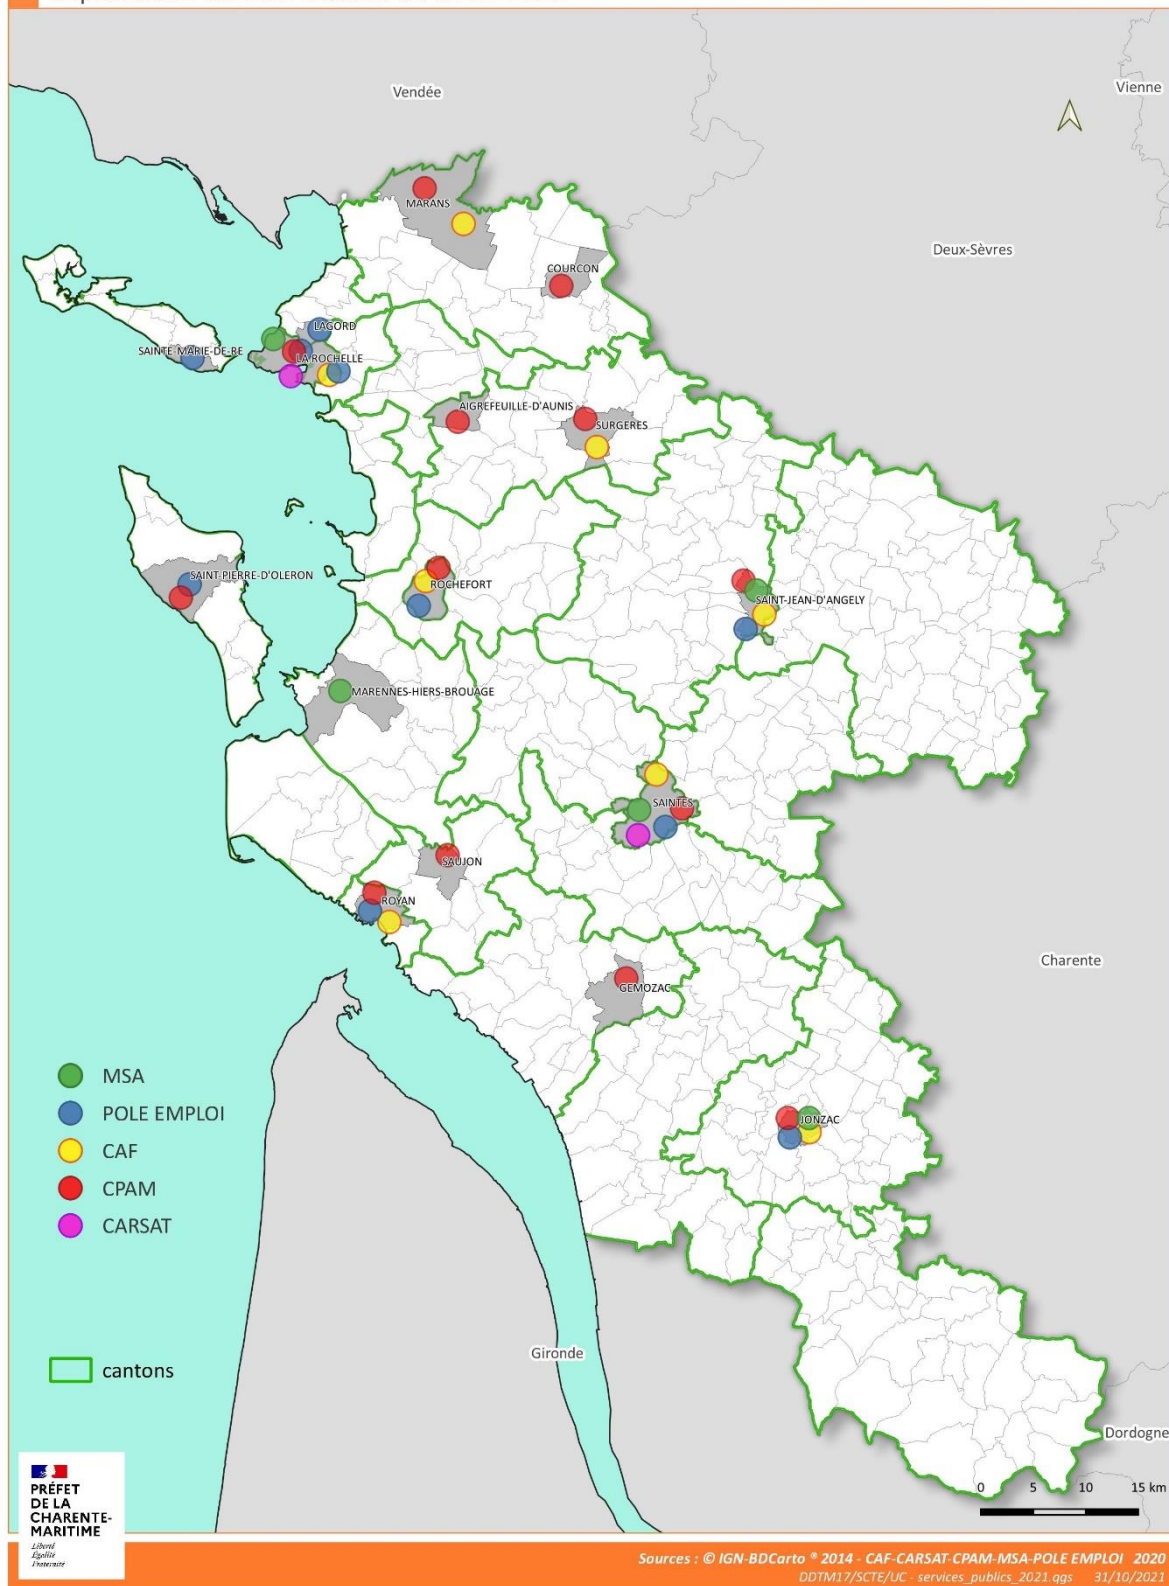 Vendée
Vienne
Deux-Sèvres
MARANS
COURCON
LAGORD
SAINTE-MARIE-DE-RE
LA ROCHELLE
AIGREFEUILLE-D'AUNIS
SURGERES
SAINT-PIERRE-D'OLERON
ROCHEFORT
SAINT-JEAN-D'ANGELY
MARENNES-HIERS-BROUAGE
SAINTES
SAUJON
ROYAN
Charente
GEMOZAC
MSA
POLE EMPLOI
CAF
CPAM
CARSAT
JONZAC
Gironde
cantons
Dordogne
0 5 10 15 km
PRÉFET
DE LA
CHARENTE-
MARITIME
Liberté
Égalité
Fraternité
Sources : © IGN-BDCarto ® 2014 - CAF-CARSAT-CPAM-MSA-POLE EMPLOI 2020
DDTM17/SCTE/UC - services_publics_2021.qgs 31/10/2021